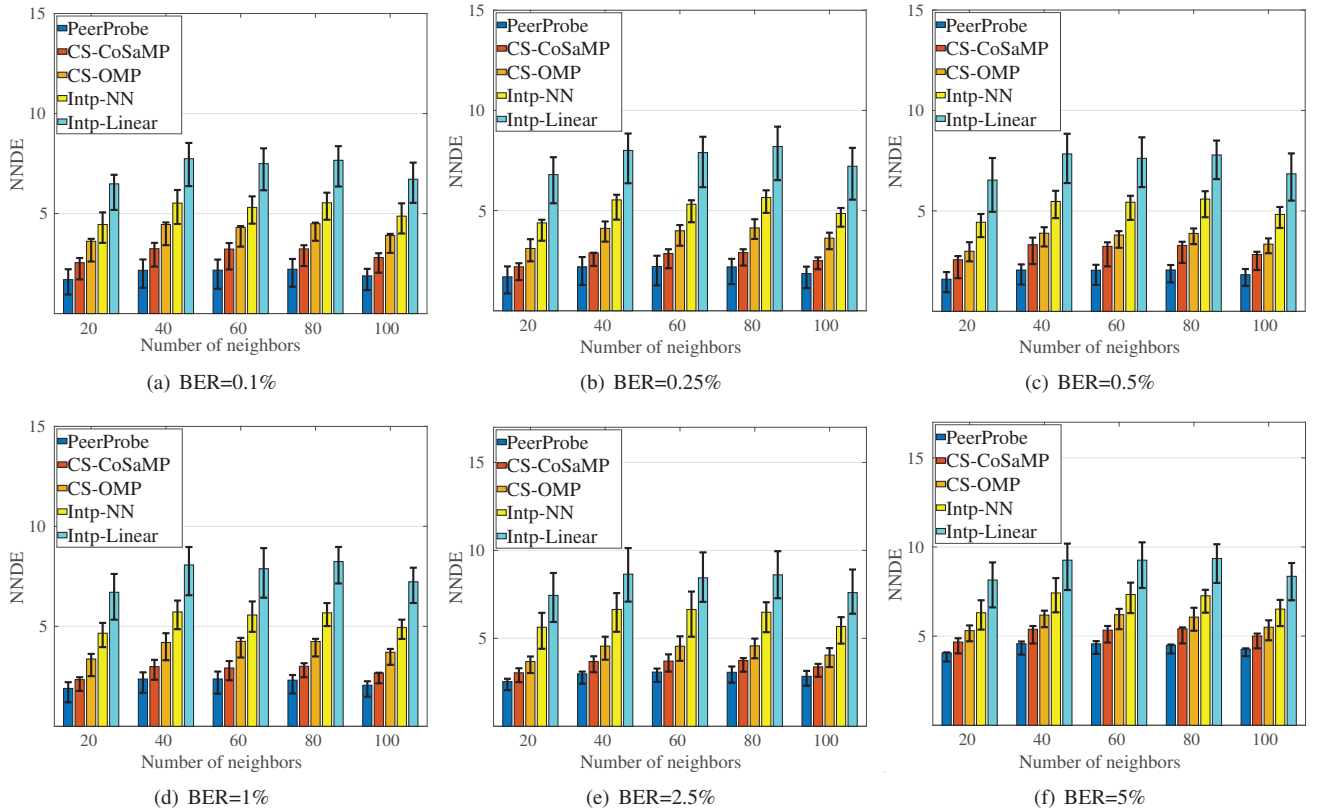 15
10
5
NNDE
PeerProbe
CS-CoSaMP
CS-OMP
Intp-NN
Intp-Linear
20 40 60 80 100
Number of neighbors
(a) BER=0.1%
15
10
5
NNDE
PeerProbe
CS-CoSaMP
CS-OMP
Intp-NN
Intp-Linear
20 40 60 80 100
Number of neighbors
(b) BER=0.25%
15
10
5
NNDE
PeerProbe
CS-CoSaMP
CS-OMP
Intp-NN
Intp-Linear
20 40 60 80 100
Number of neighbors
(c) BER=0.5%
15
10
5
NNDE
PeerProbe
CS-CoSaMP
CS-OMP
Intp-NN
Intp-Linear
20 40 60 80 100
Number of neighbors
(d) BER=1%
15
10
5
NNDE
PeerProbe
CS-CoSaMP
CS-OMP
Intp-NN
Intp-Linear
20 40 60 80 100
Number of neighbors
(e) BER=2.5%
15
10
5
NNDE
PeerProbe
CS-CoSaMP
CS-OMP
Intp-NN
Intp-Linear
20 40 60 80 100
Number of neighbors
(f) BER=5%